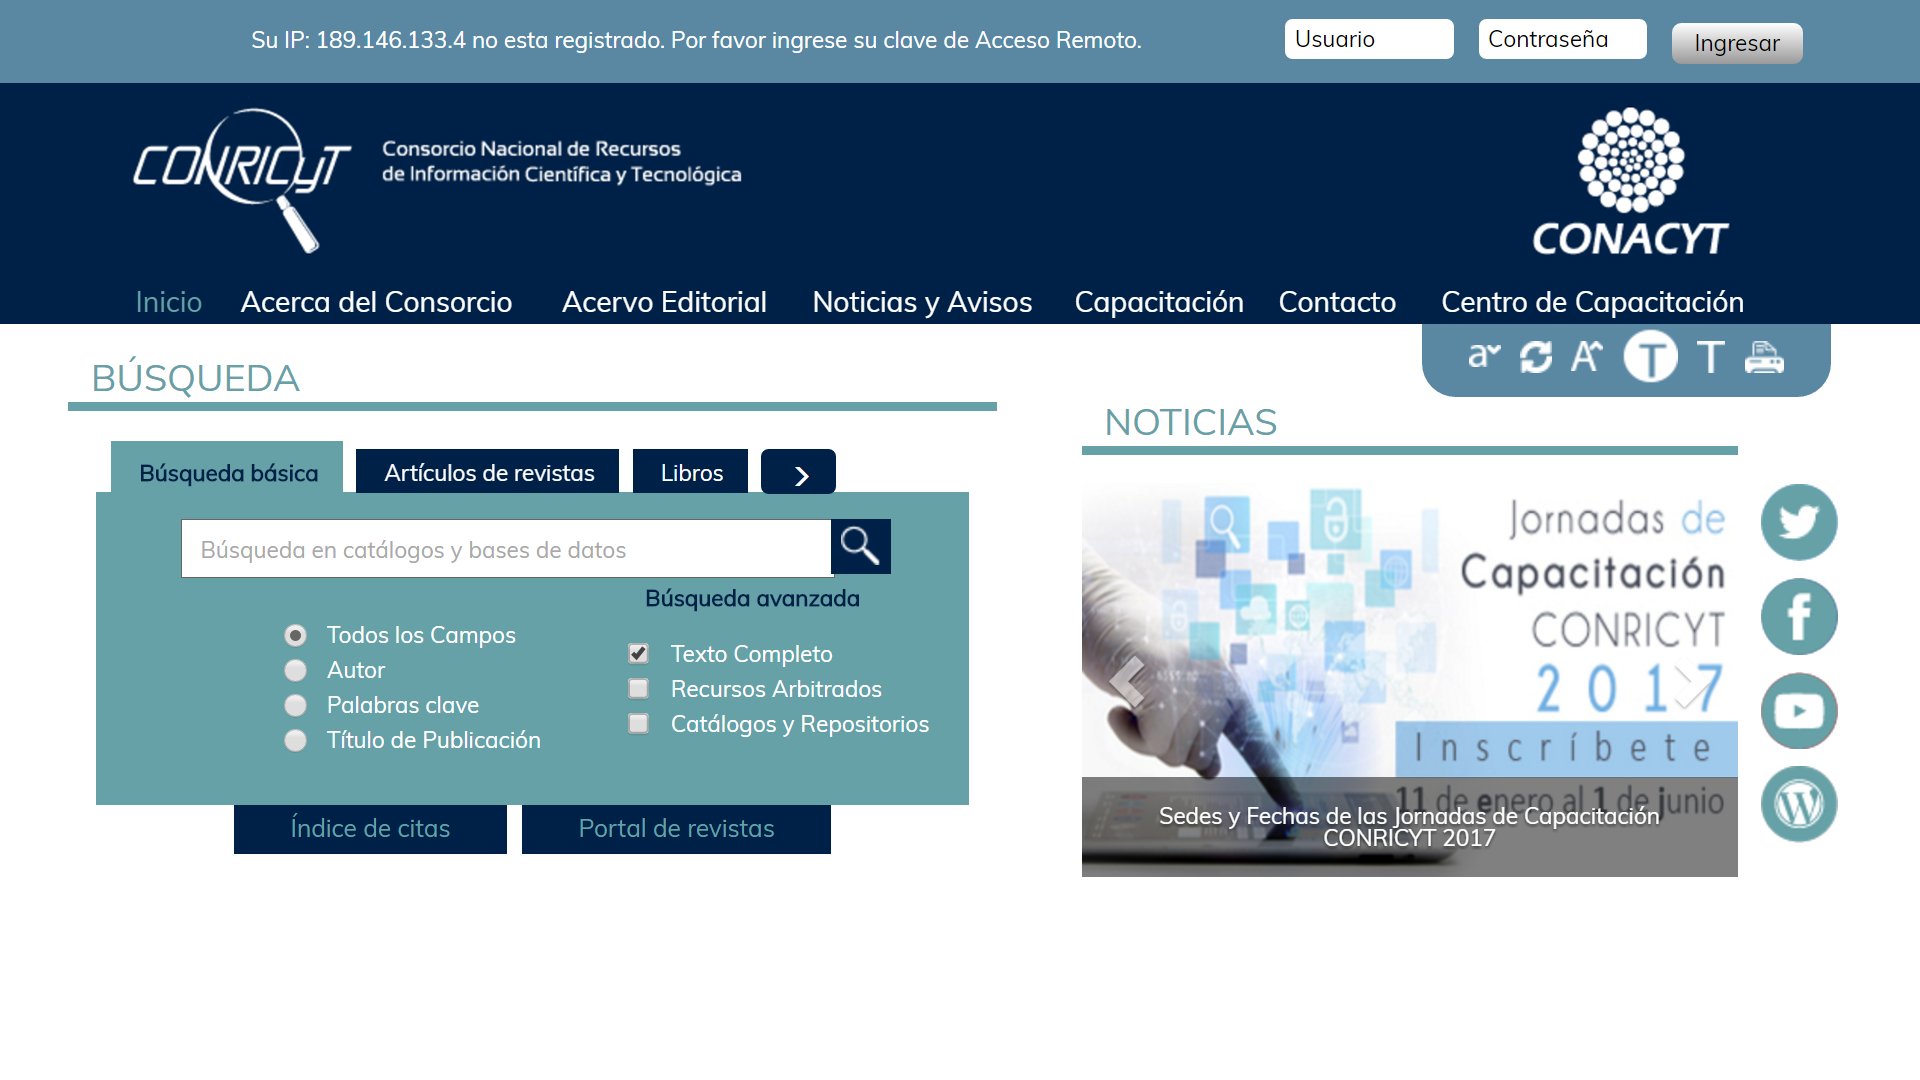 Su IP: 189.146.133.4 no esta registrado. Por favor ingrese su clave de Acceso Remoto.
Usuario
Contraseña
Ingresar
CONRICyT
Consorcio Nacional de Recursos
de Información Científica y Tecnológica
CONACYT
Inicio
Acerca del Consorcio
Acervo Editorial
Noticias y Avisos
Capacitación
Contacto
Centro de Capacitación
a
A
T
T
BÚSQUEDA
Búsqueda básica
Artículos de revistas
Libros
Búsqueda en catálogos y bases de datos
Búsqueda avanzada
Todos los Campos
Autor
Palabras clave
Título de Publicación
Texto Completo
Recursos Arbitrados
Catálogos y Repositorios
Índice de citas
Portal de revistas
NOTICIAS
Jornadas de
Capacitación
CONRICYT
2017
Inscríbete
11 de enero al 1 de junio
Sedes y Fechas de las Jornadas de Capacitación
CONRICYT 2017